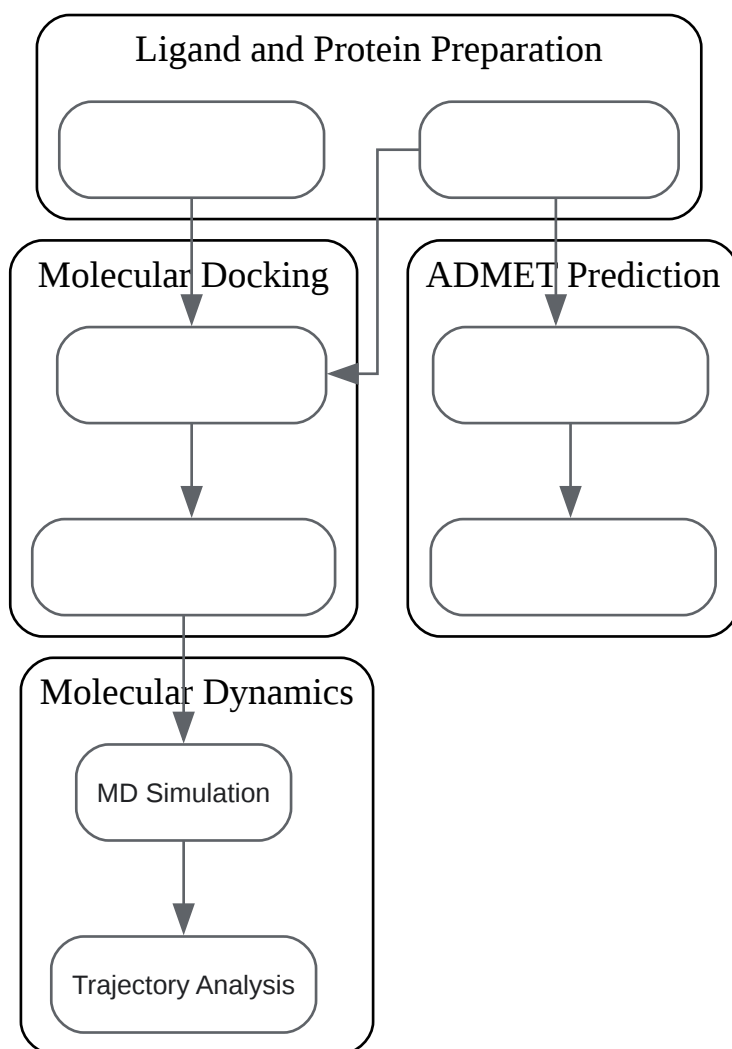 Ligand and Protein Preparation
Molecular Docking
ADMET Prediction
Molecular Dynamics
MD Simulation
Trajectory Analysis